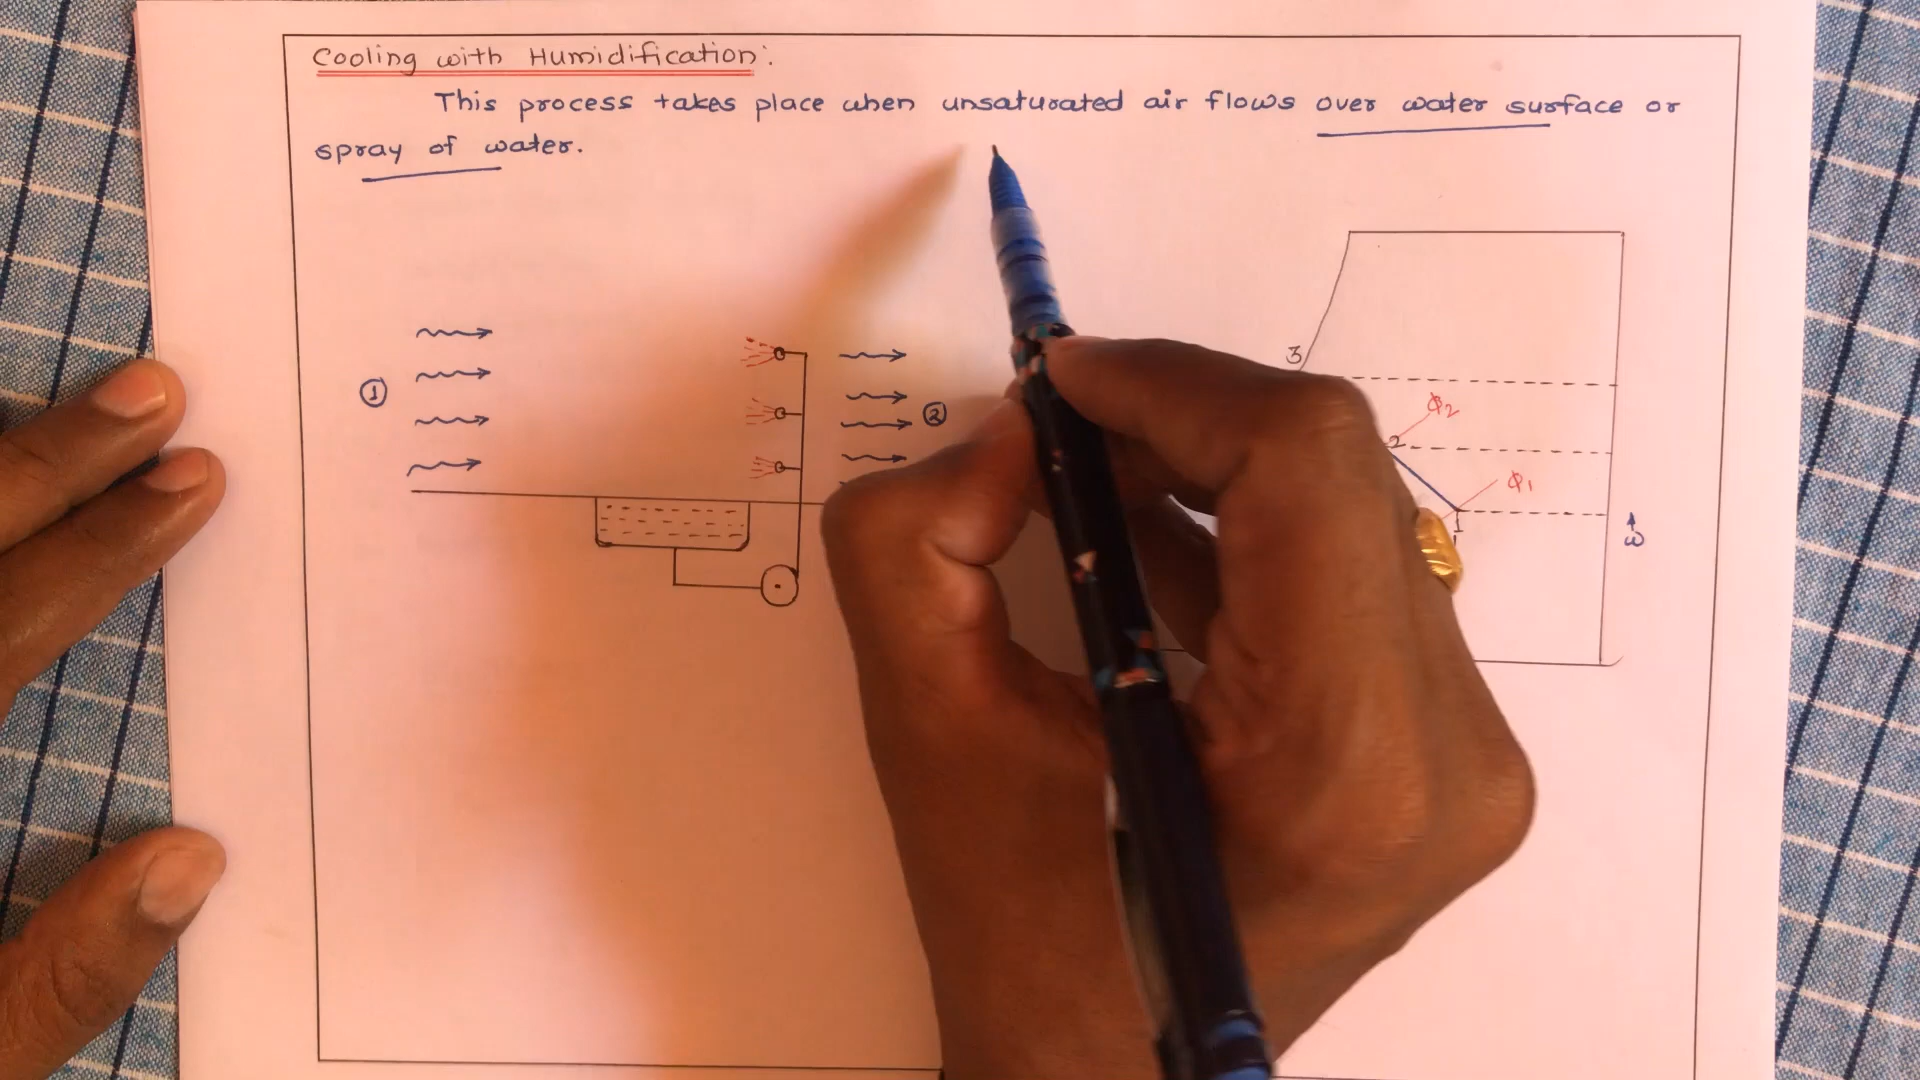 Cooling with Humidification:
This process takes place when unsaturated air flows over water surface or
spray of water.
3
1
2
2
Φ2
Φ1
1
ω